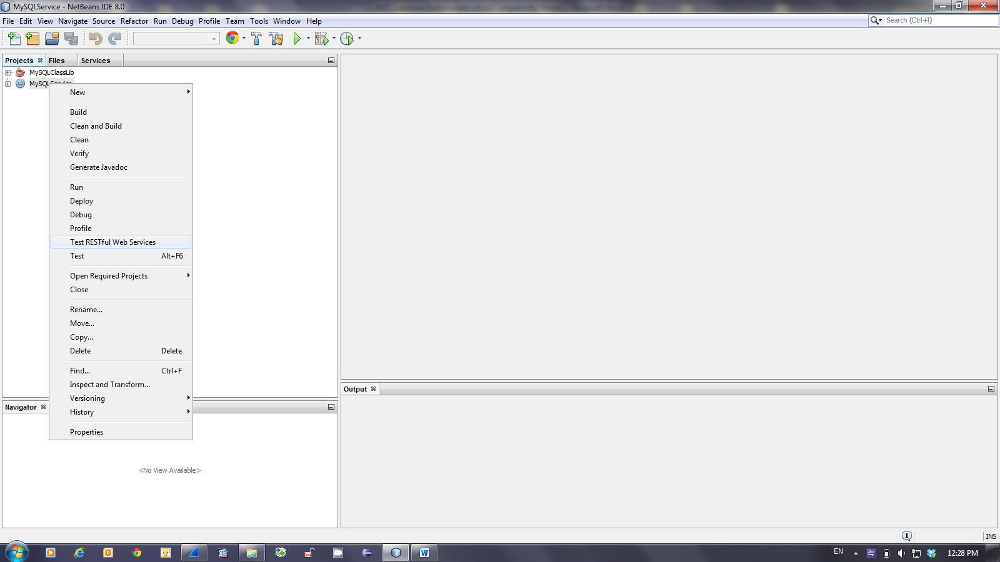 MySQLService - NetBeans IDE 8.0
File Edit View Navigate Source Refactor Run Debug Profile Team Tools Window Help
Search (Ctrl+I)
Projects Files Services
MySQLClassLib
MySQLService
New
Build
Clean and Build
Clean
Verify
Generate Javadoc
Run
Deploy
Debug
Profile
Test RESTful Web Services
Test Alt+F6
Open Required Projects
Close
Rename...
Move...
Copy...
Delete Delete
Find... Ctrl+F
Inspect and Transform...
Versioning
History
Properties
Navigator
<No View Available>
Output
1
INS
EN
12:28 PM